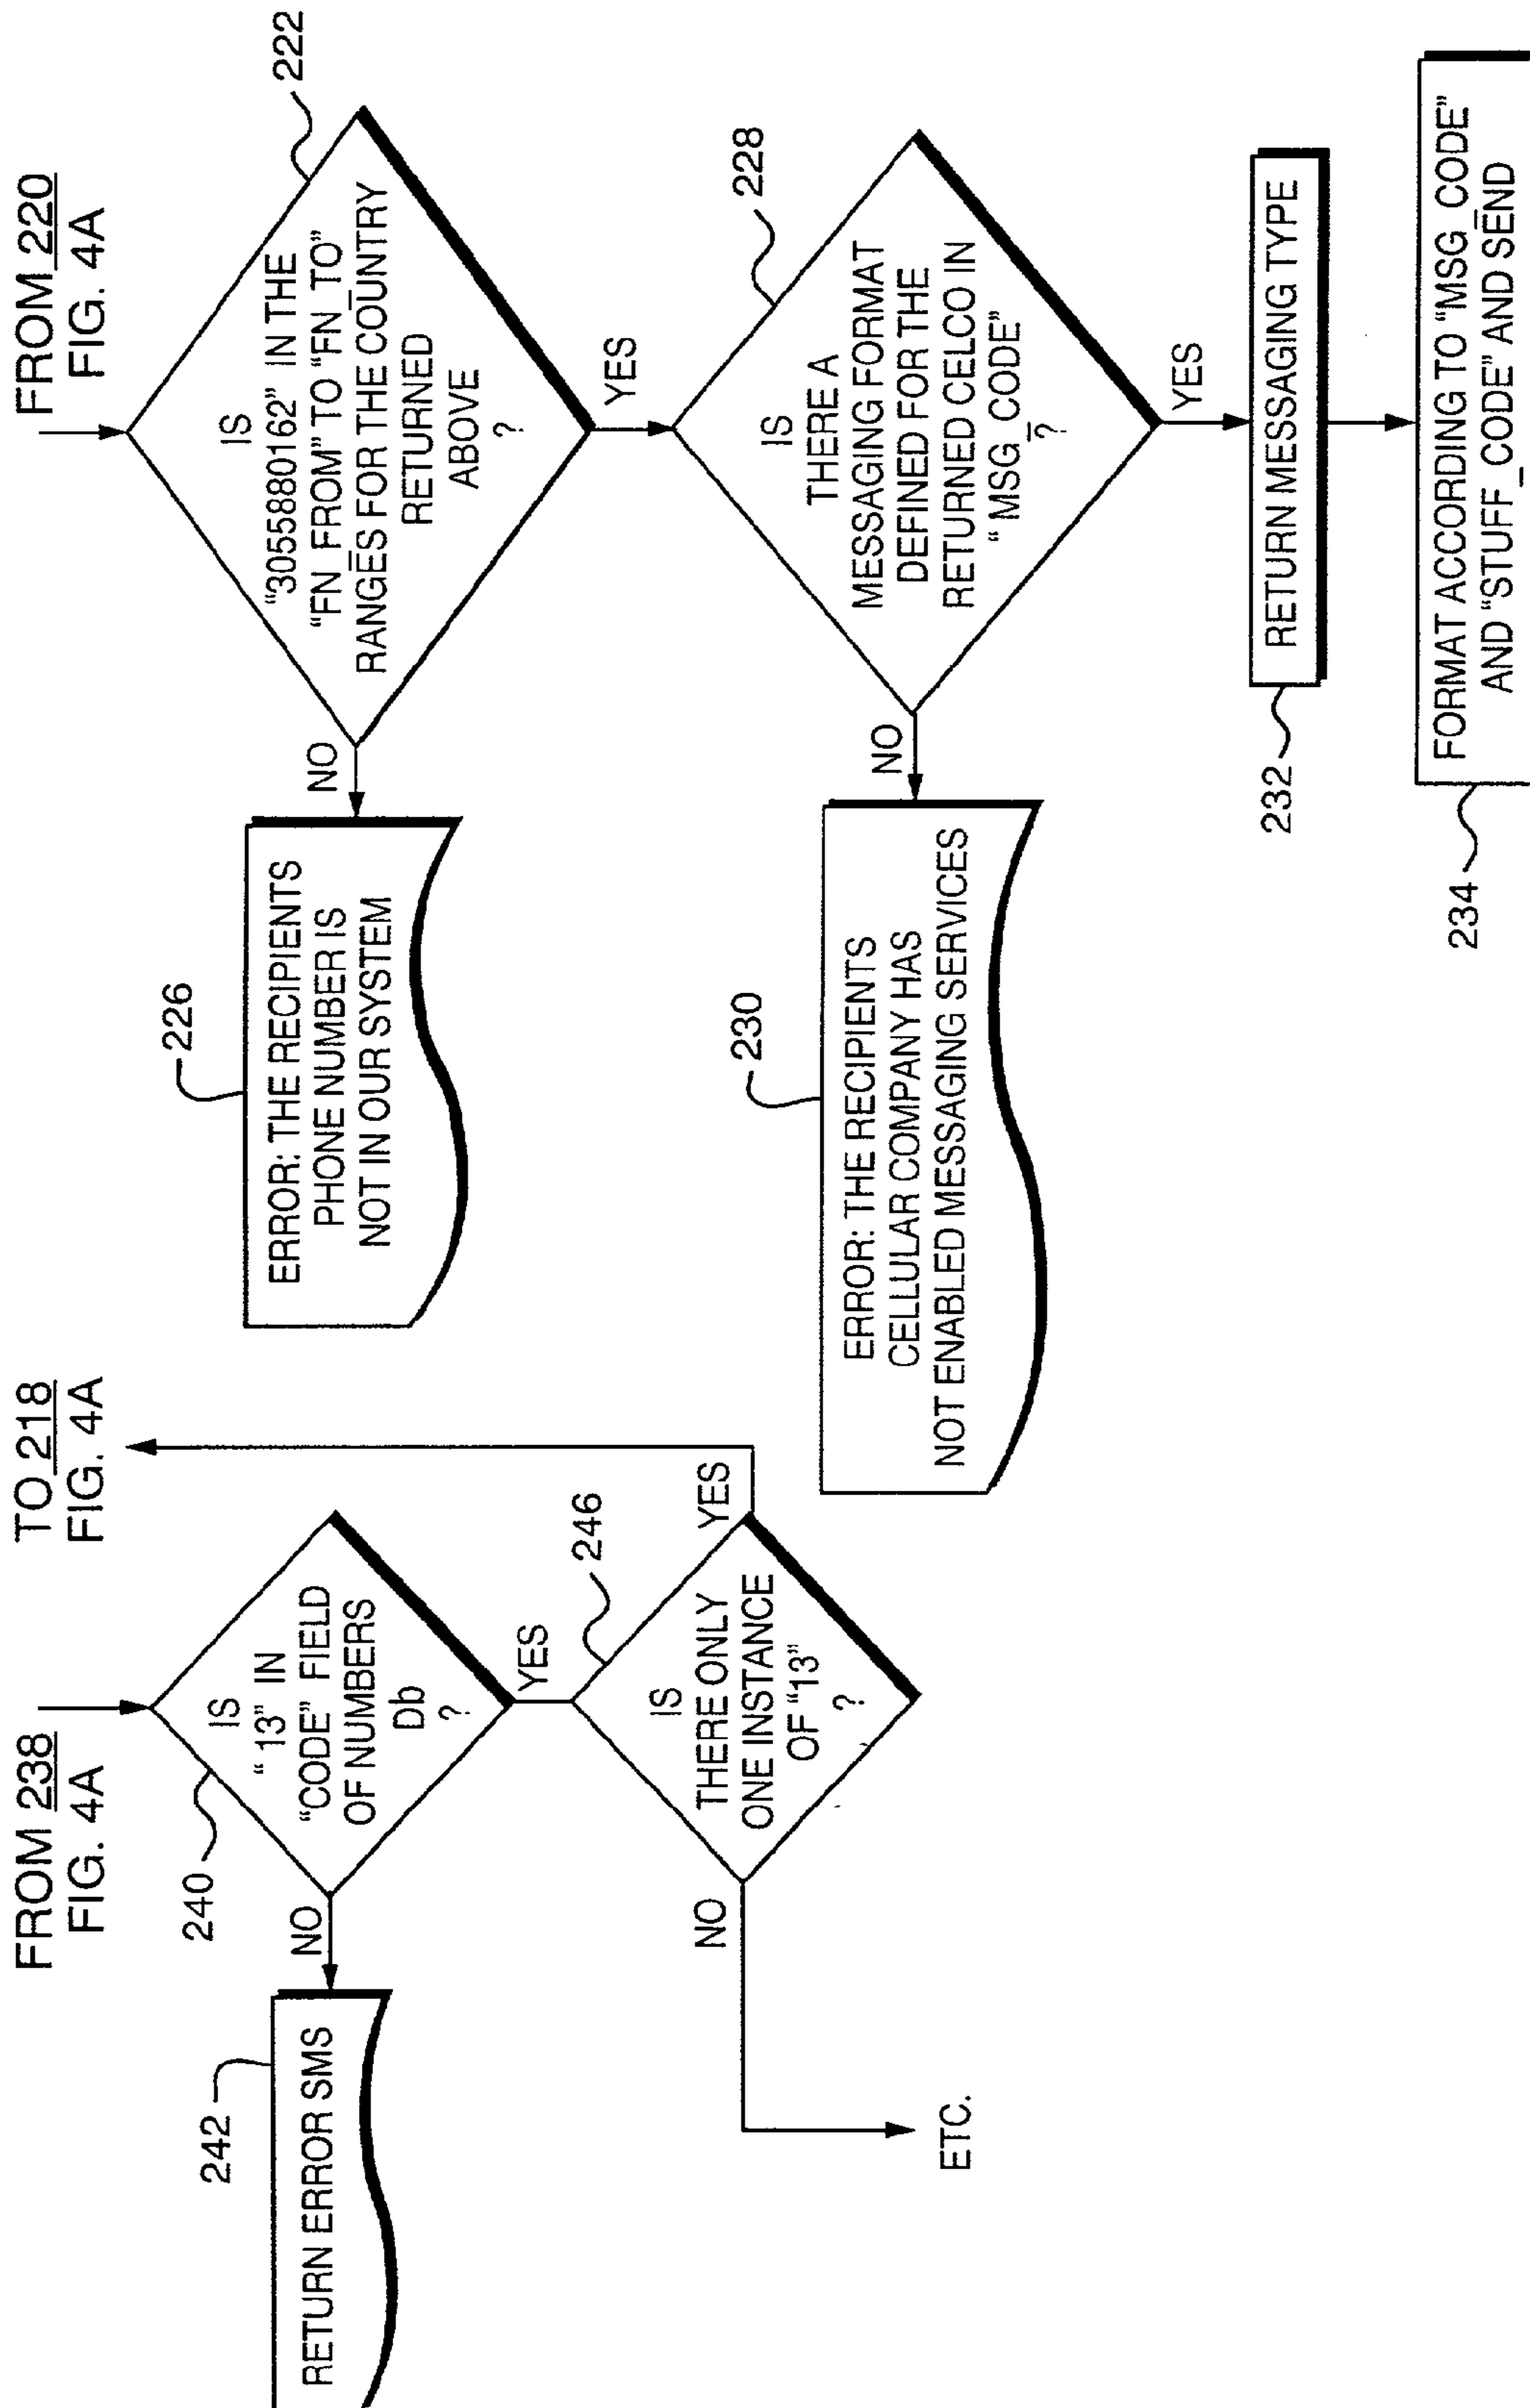 FROM 238
FIG. 4A
TO 218
FIG. 4A
FROM 220
FIG. 4A
240
IS
"13" IN
"CODE" FIELD
OF NUMBERS
Db
?
NO
YES
242
RETURN ERROR SMS
246
IS
THERE ONLY
ONE INSTANCE
OF "13"
?
YES
NO
ETC.
222
IS
"3055880162" IN THE
"FN_FROM" TO "FN_TO"
RANGES FOR THE COUNTRY
RETURNED
ABOVE
?
NO
YES
226
ERROR: THE RECIPIENTS
PHONE NUMBER IS
NOT IN OUR SYSTEM
228
IS
THERE A
MESSAGING FORMAT
DEFINED FOR THE
RETURNED CELCO IN
"MSG_CODE"
?
NO
YES
230
ERROR: THE RECIPIENTS
CELLULAR COMPANY HAS
NOT ENABLED MESSAGING SERVICES
232
RETURN MESSAGING TYPE
234
FORMAT ACCORDING TO "MSG_CODE"
AND "STUFF_CODE" AND SEND